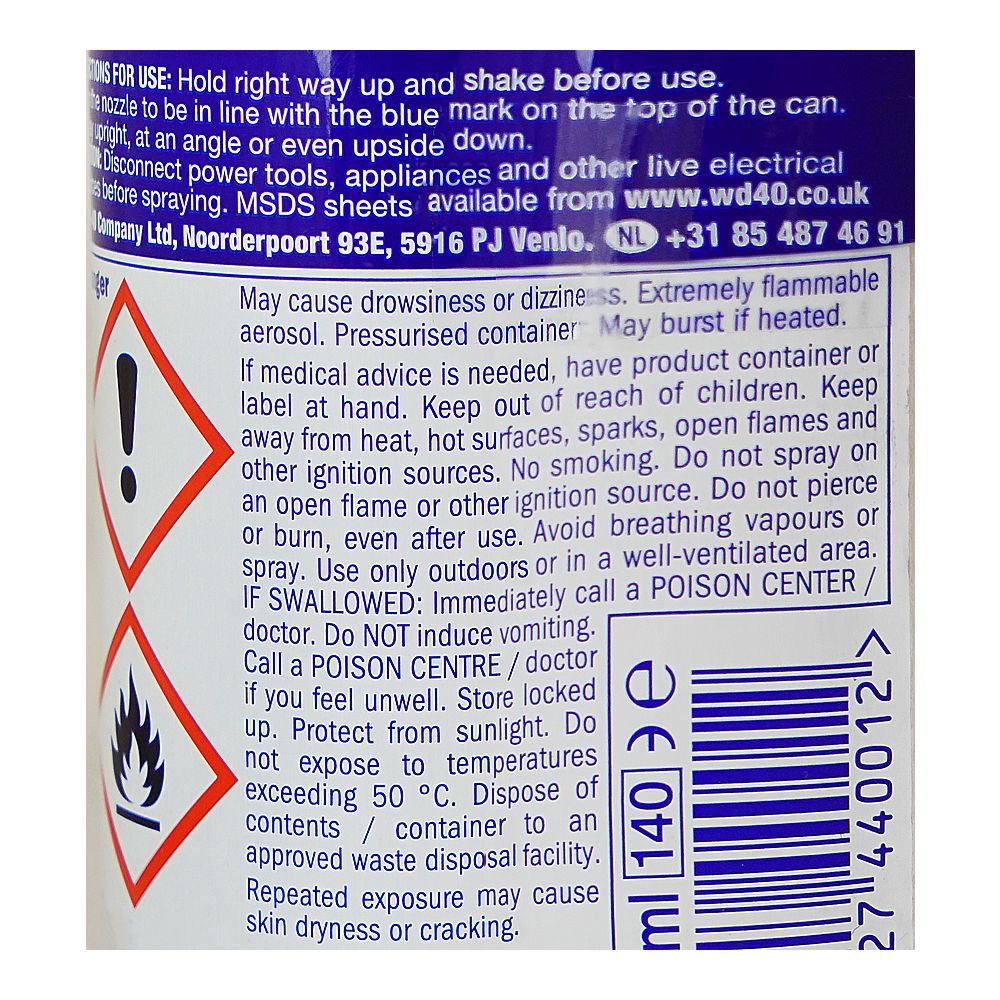 FOR USE: Hold right way up and shake before use.
nozzle to be in line with the blue mark on the top of the can.
upright, at an angle or even upside down.
Disconnect power tools, appliances and other live electrical
before spraying. MSDS sheets available from www.wd40.co.uk
Company Ltd, Noorderpoort 93E, 5916 PJ Venlo. NL +31 85 487 46 91
May cause drowsiness or dizziness. Extremely flammable
aerosol. Pressurised container May burst if heated.
If medical advice is needed, have product container or
label at hand. Keep out of reach of children. Keep
away from heat, hot surfaces, sparks, open flames and
other ignition sources. No smoking. Do not spray on
an open flame or other ignition source. Do not pierce
or burn, even after use. Avoid breathing vapours or
spray. Use only outdoors or in a well-ventilated area.
IF SWALLOWED: Immediately call a POISON CENTER /
doctor. Do NOT induce vomiting.
Call a POISON CENTRE / doctor
if you feel unwell. Store locked
up. Protect from sunlight. Do
not expose to temperatures
exceeding 50 °C. Dispose of
contents / container to an
approved waste disposal facility.
Repeated exposure may cause
skin dryness or cracking.
ml 140 ℮
27 440012 >